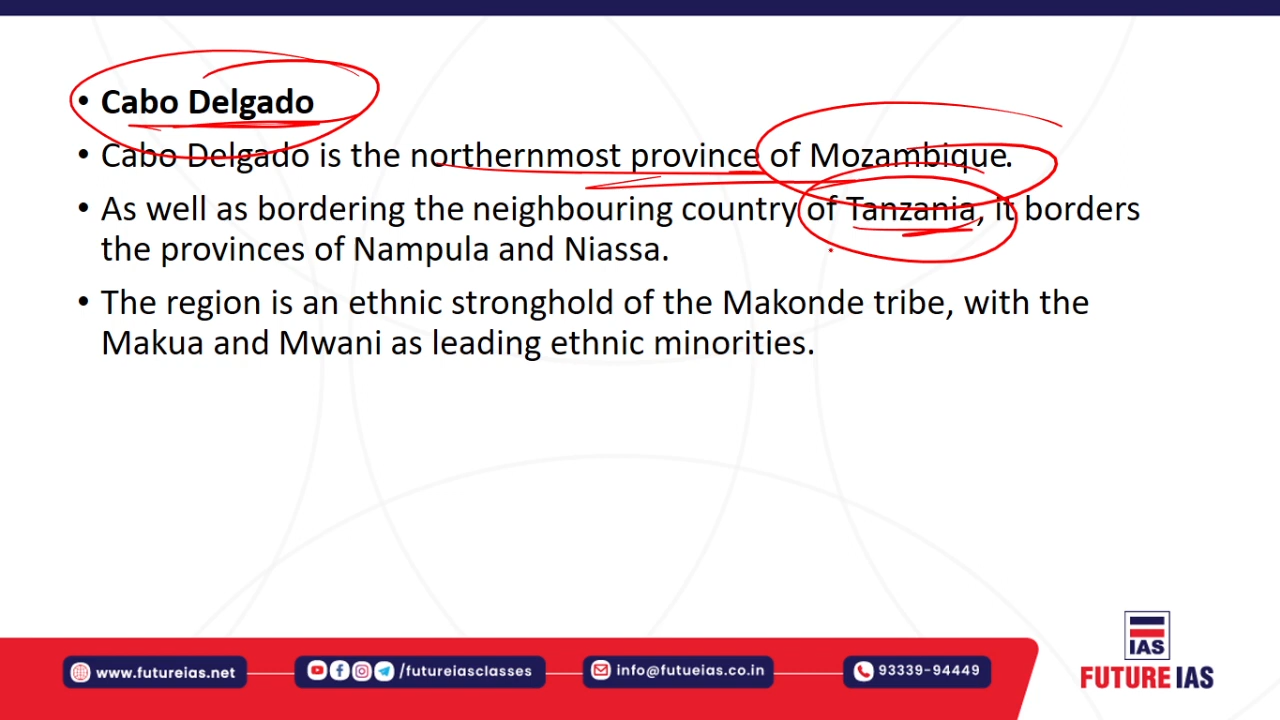 • Cabo Delgado
• Cabo Delgado is the northernmost province of Mozambique.
• As well as bordering the neighbouring country of Tanzania, it borders
the provinces of Nampula and Niassa.
• The region is an ethnic stronghold of the Makonde tribe, with the
Makua and Mwani as leading ethnic minorities.
IAS
www.futureias.net
/futureiasclasses
info@futueias.co.in
93339-94449
FUTURE IAS